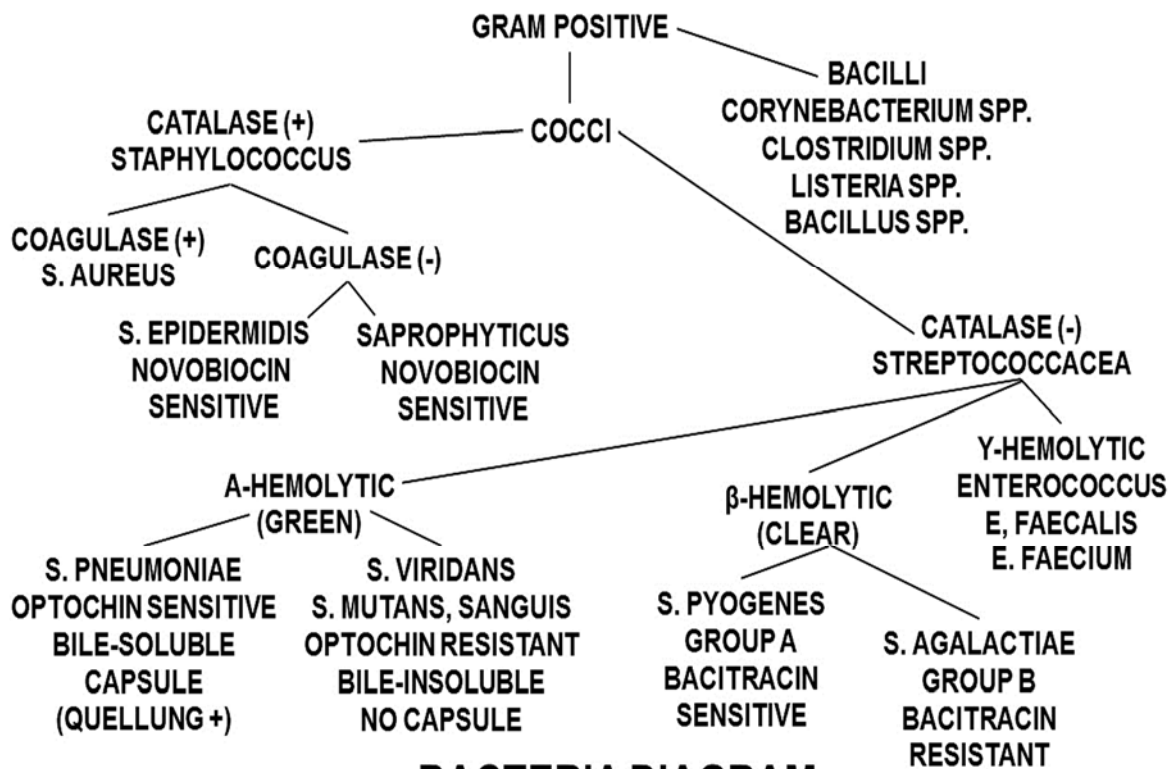 GRAM POSITIVE
BACILLI
CORYNEBACTERIUM SPP.
CLOSTRIDIUM SPP.
LISTERIA SPP.
BACILLUS SPP.
COCCI
CATALASE (+)
STAPHYLOCOCCUS
COAGULASE (+)
S. AUREUS
COAGULASE (-)
S. EPIDERMIDIS
NOVOBIOCIN
SENSITIVE
SAPROPHYTICUS
NOVOBIOCIN
SENSITIVE
CATALASE (-)
STREPTOCOCCACEA
A-HEMOLYTIC
(GREEN)
S. PNEUMONIAE
OPTOCHIN SENSITIVE
BILE-SOLUBLE
CAPSULE
(QUELLUNG +)
S. VIRIDANS
S. MUTANS, SANGUIS
OPTOCHIN RESISTANT
BILE-INSOLUBLE
NO CAPSULE
β-HEMOLYTIC
(CLEAR)
S. PYOGENES
GROUP A
BACITRACIN
SENSITIVE
S. AGALACTIAE
GROUP B
BACITRACIN
RESISTANT
Y-HEMOLYTIC
ENTEROCOCCUS
E, FAECALIS
E. FAECIUM
BACTERIA DIAGRAM